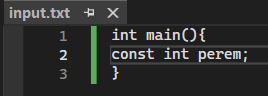 input.txt
1 int main(){
2 const int perem;
3 }